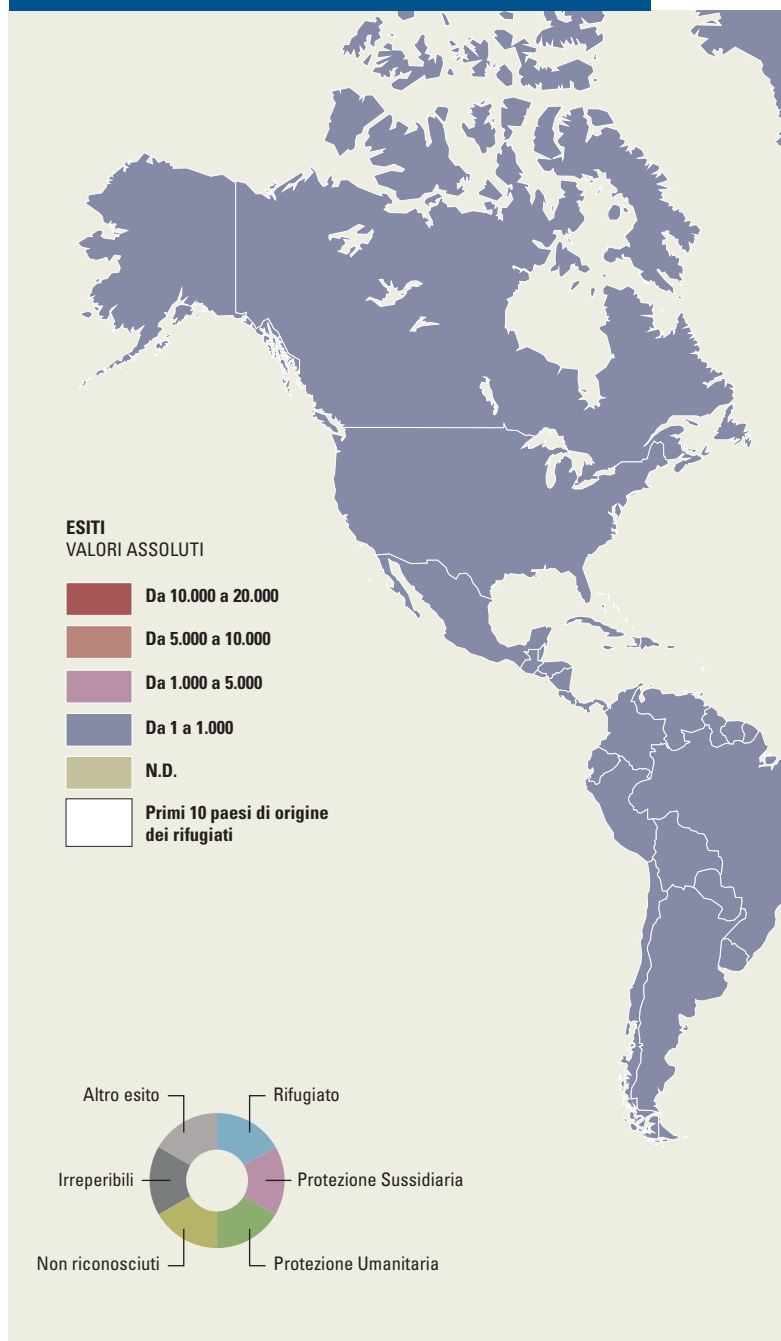 ESITI
VALORI ASSOLUTI
Da 10.000 a 20.000
Da 5.000 a 10.000
Da 1.000 a 5.000
Da 1 a 1.000
N.D.
Primi 10 paesi di origine
dei rifugiati
Altro esito
Rifugiato
Irreperibili
Protezione Sussidiaria
Non riconosciuti
Protezione Umanitaria